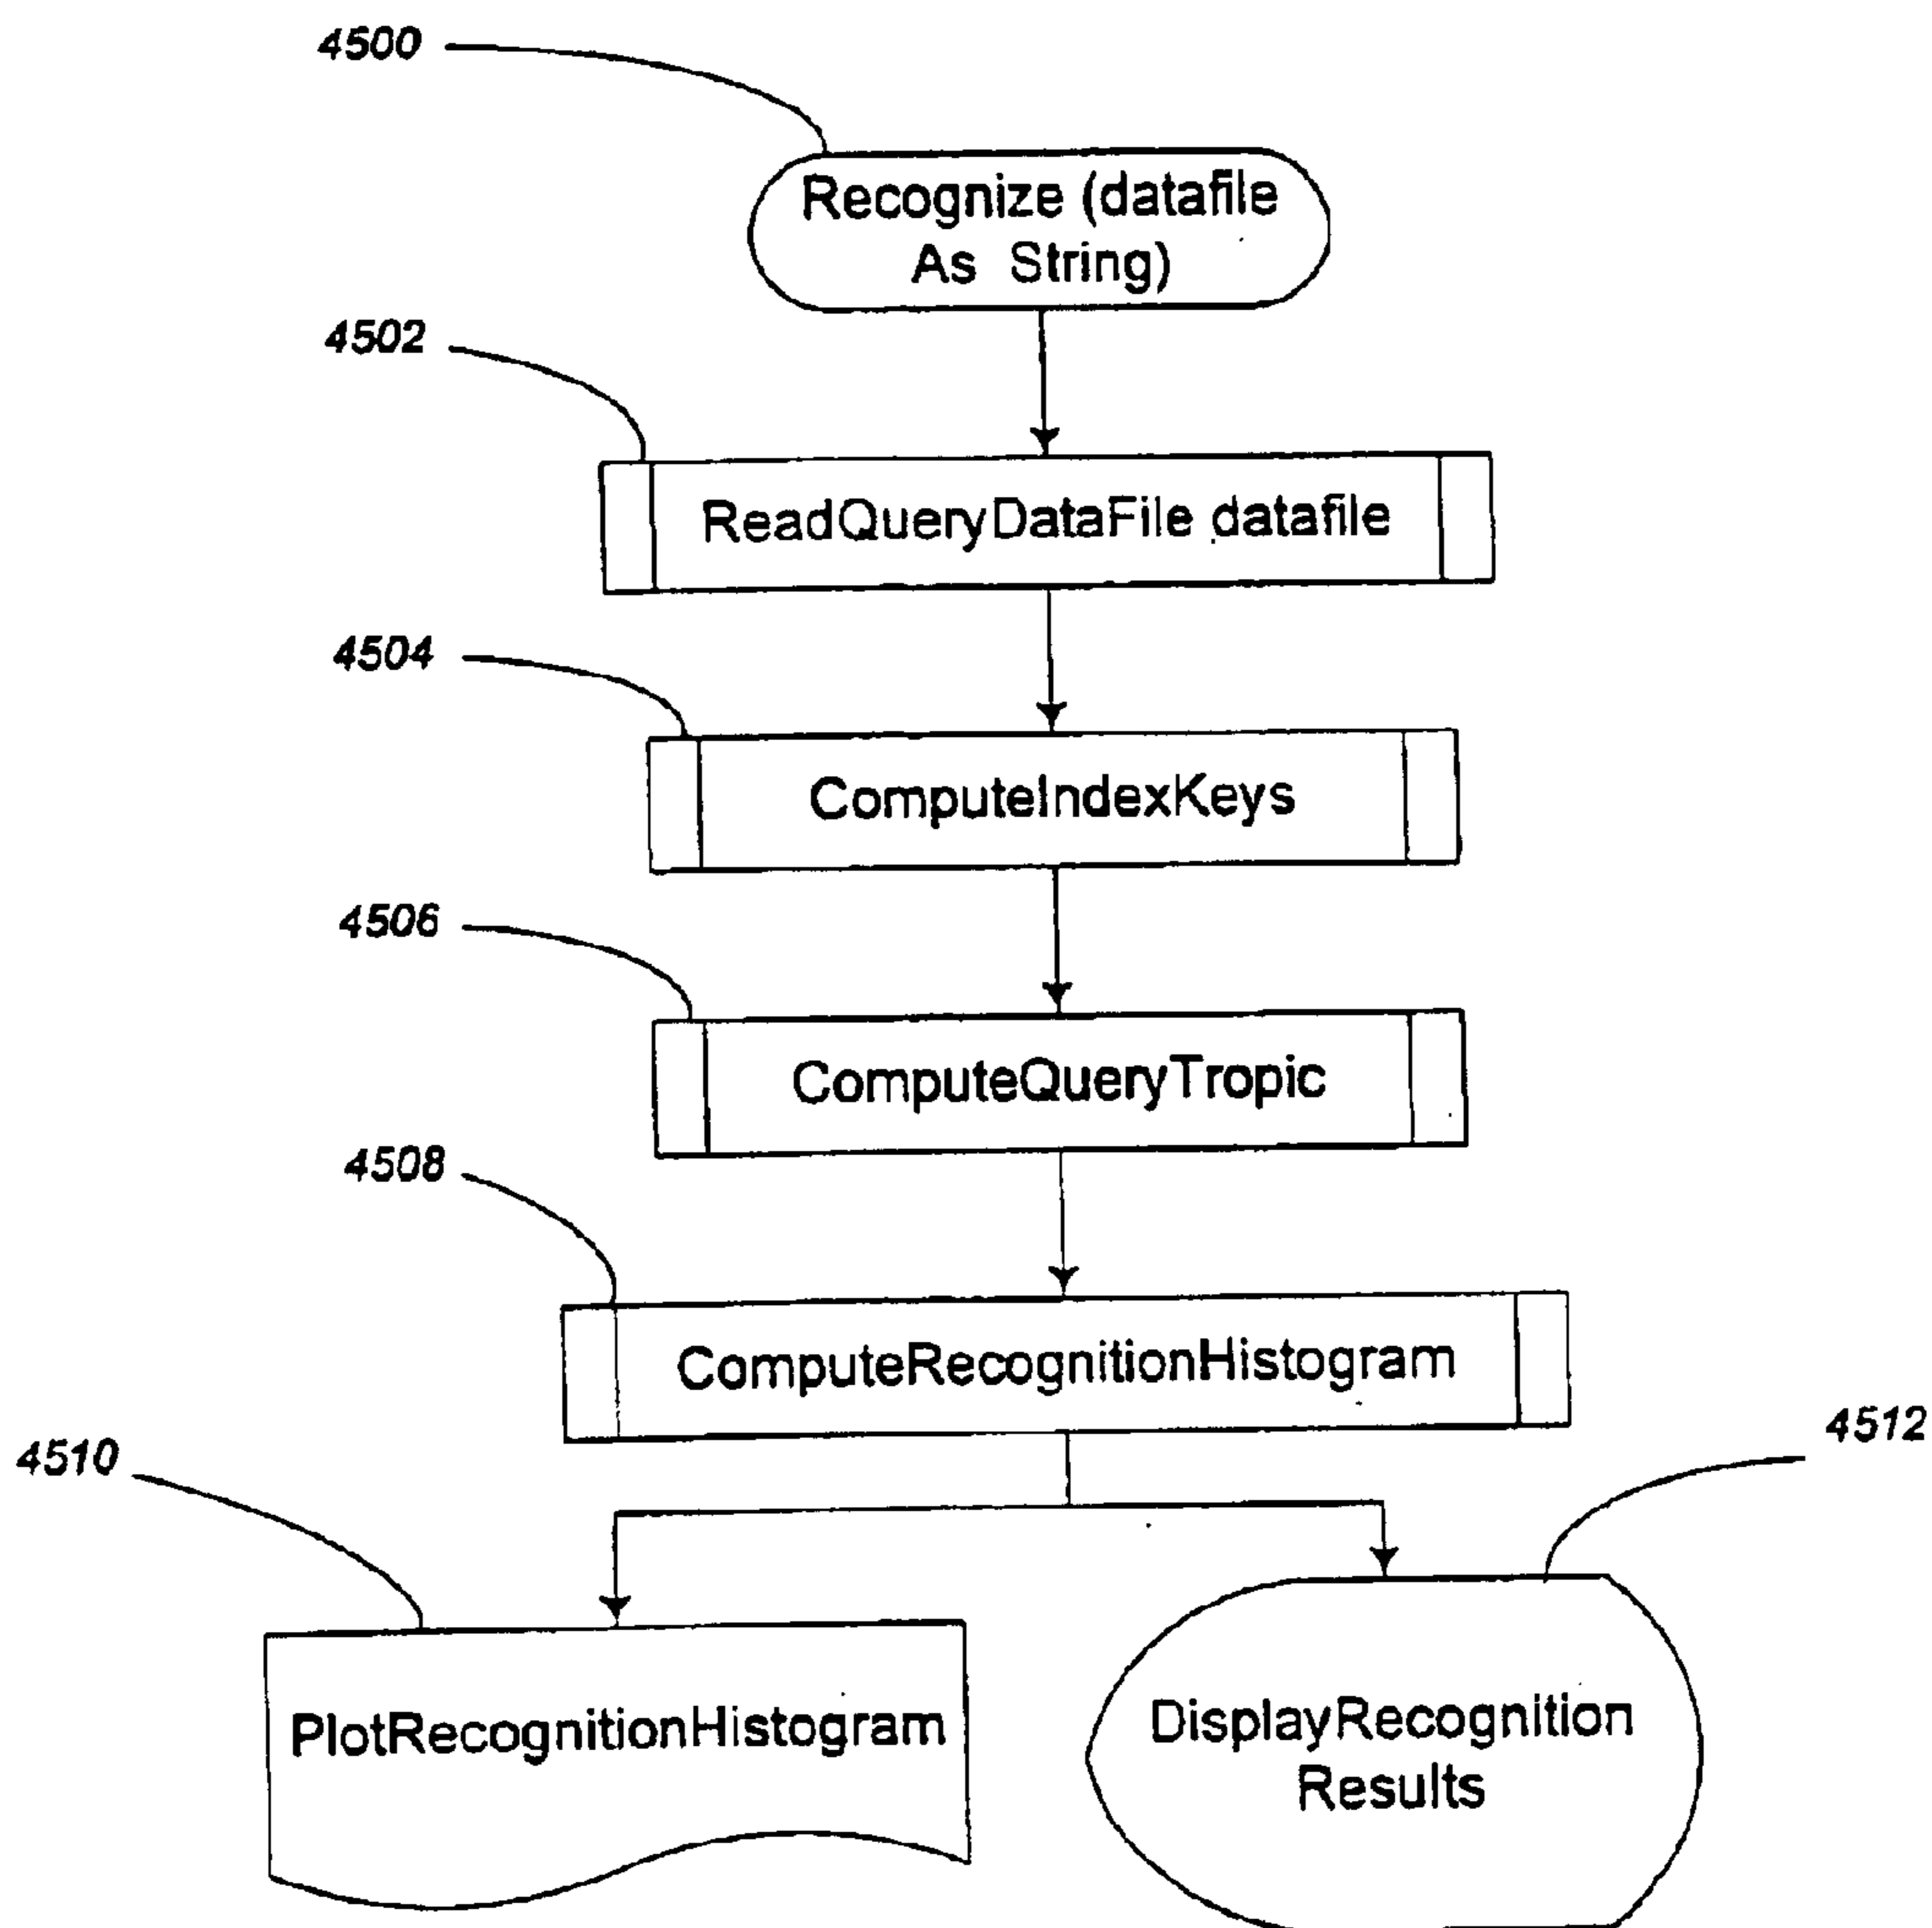 4500
Recognize (datafile
As String)
4502
ReadQueryDataFile datafile
4504
ComputeIndexKeys
4506
ComputeQueryTropic
4508
ComputeRecognitionHistogram
4510
4512
PlotRecognitionHistogram
DisplayRecognition
Results